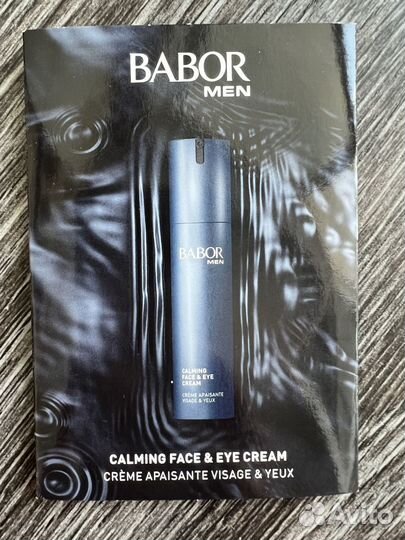 BABOR
MEN
BABOR
MEN
CALMING
FACE & EYE
CREAM
CRÈME APAISANTE
VISAGE & YEUX
CALMING FACE & EYE CREAM
CRÈME APAISANTE VISAGE & YEUX
Avito